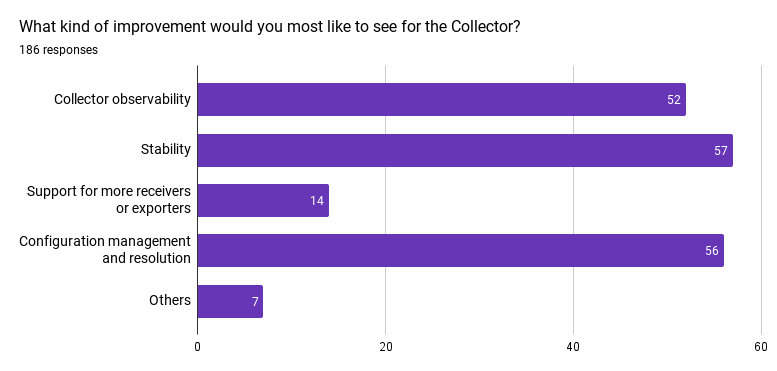 What kind of improvement would you most like to see for the Collector?
186 responses
Collector observability
52
Stability
57
Support for more receivers
or exporters
14
Configuration management
and resolution
56
Others
7
0
20
40
60